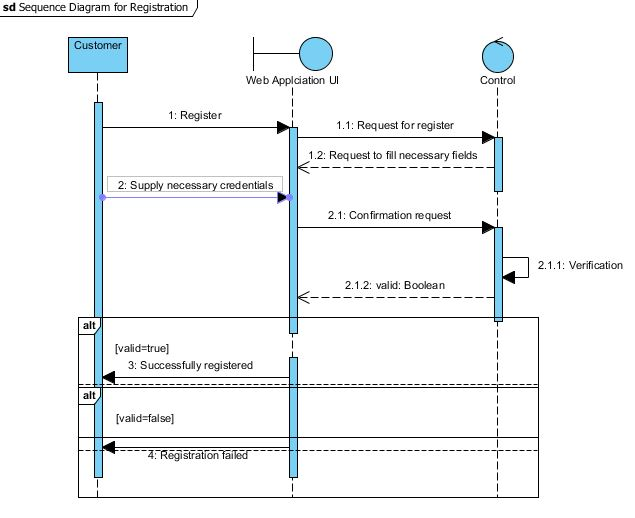 sd Sequence Diagram for Registration
Customer
Web Applciation UI
Control
1: Register
1.1: Request for register
1.2: Request to fill necessary fields
2: Supply necessary credentials
2.1: Confirmation request
2.1.1: Verification
2.1.2: valid: Boolean
alt
[valid=true]
3: Successfully registered
alt
[valid=false]
4: Registration failed